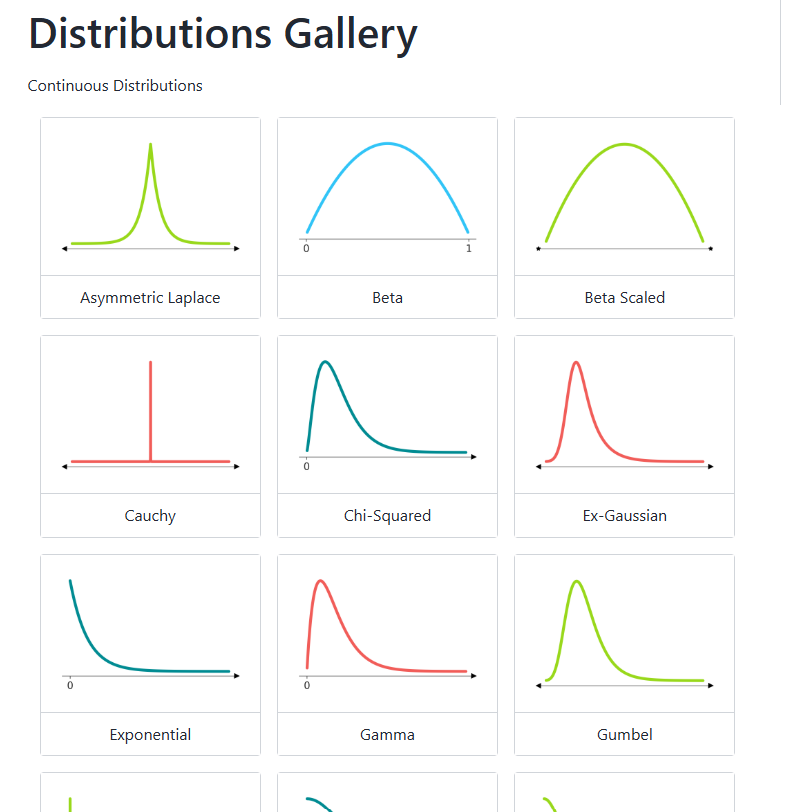 Distributions Gallery
Continuous Distributions
0 1
Asymmetric Laplace
Beta
Beta Scaled
0
Cauchy
Chi-Squared
Ex-Gaussian
0
0
Exponential
Gamma
Gumbel